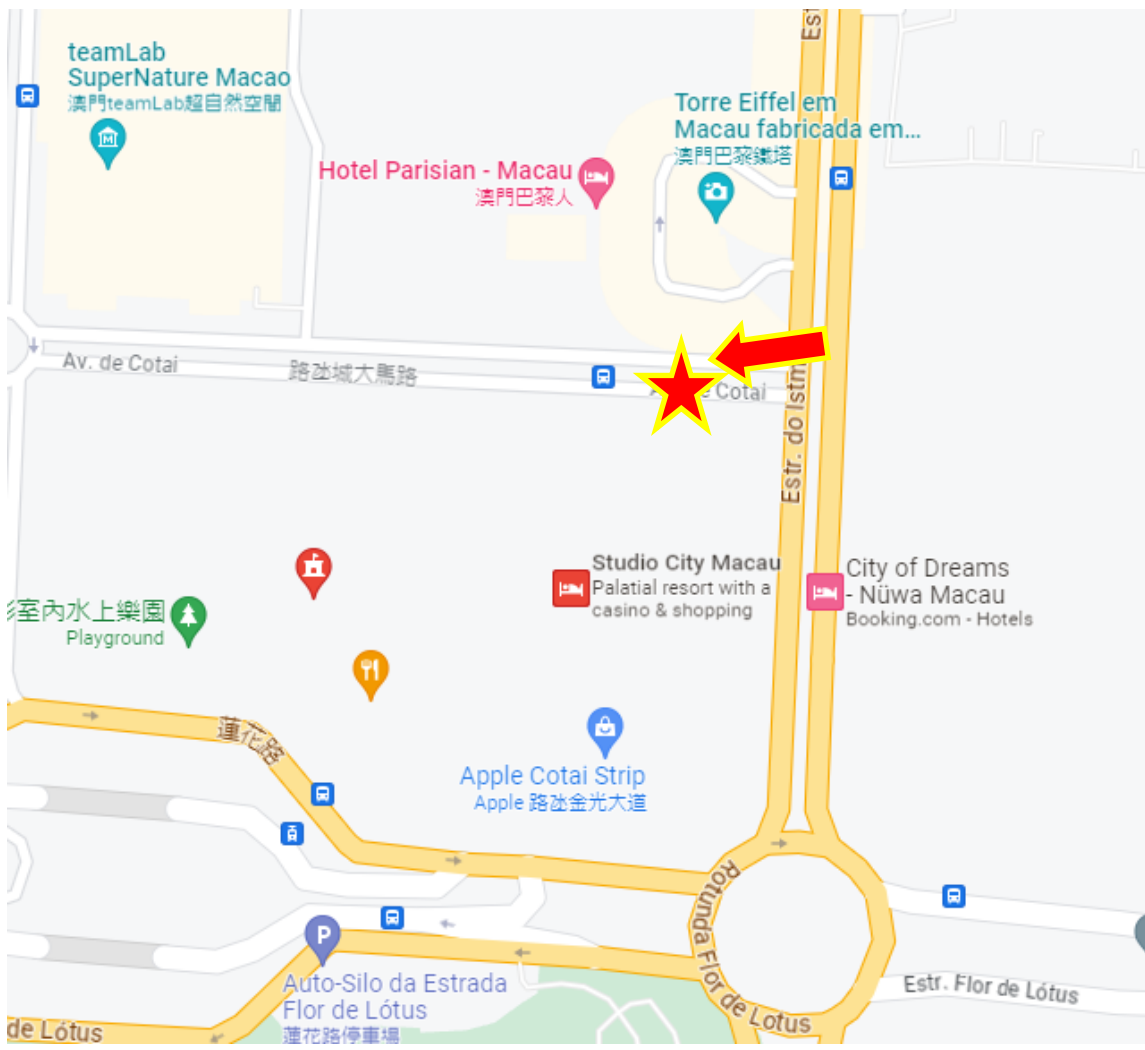 Est
teamLab
SuperNature Macao
澳門teamLab超自然空間
Torre Eiffel em
Macau fabricada em...
澳門巴黎鐵塔
Hotel Parisian - Macau
澳門巴黎人
Av. de Cotai
路氹城大馬路
e Cotai
Estr. do Istm
Studio City Macau
Palatial resort with a
casino & shopping
City of Dreams
- Nüwa Macau
Booking.com - Hotels
室內水上樂園
Playground
蓮花路
Apple Cotai Strip
Apple 路氹金光大道
Rotunda Flor de Lotus
P
Auto-Silo da Estrada
Flor de Lótus
蓮花路停車場
Estr. Flor de Lótus
de Lótus